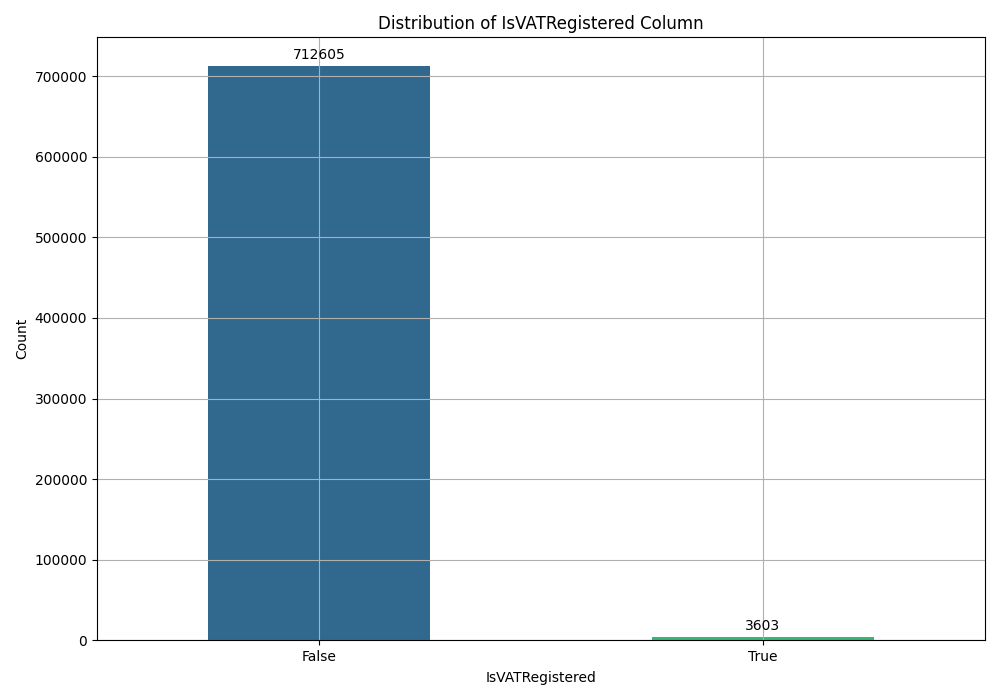 Distribution of IsVATRegistered Column
712605
700000
600000
500000
400000
300000
200000
100000
0
Count
3603
False
True
IsVATRegistered